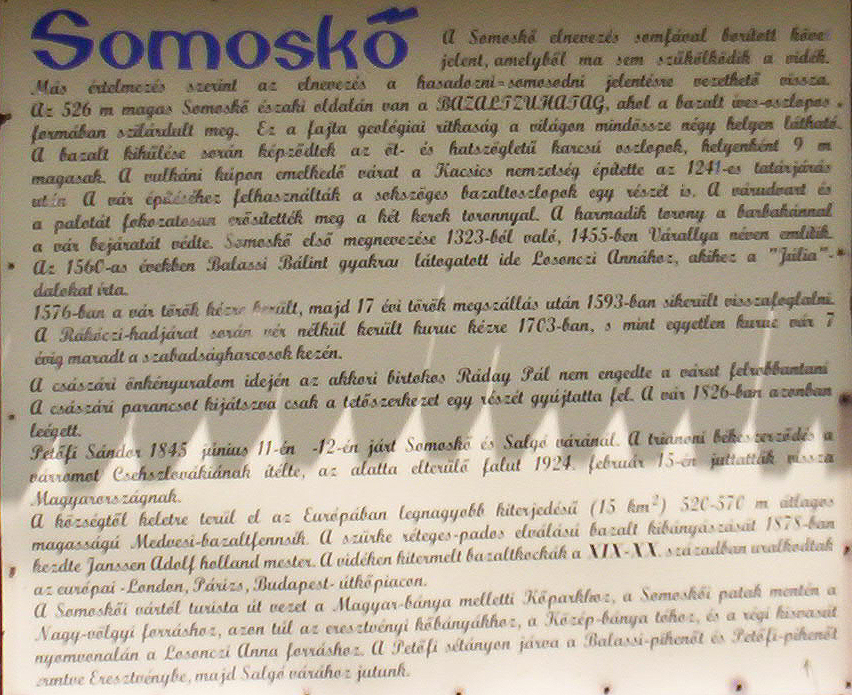 Somoskő
A Somoskő elnevezés somfával borított követ
jelent, amelyből ma sem szűkölködik a vidék.
Más értelmezés szerint az elnevezés a hasadozni=somosodni jelentésre vezethető vissza.
Az 526 m magas Somoskő északi oldalán van a BAZALTZUHATAG, ahol a bazalt íves-oszlopos
formában szilárdult meg. Ez a fajta geológiai ritkaság a világon mindössze négy helyen látható.
A bazalt kihűlése során képződtek az öt- és hatszögletű karcsú oszlopok, helyenként 9 m
magasak. A vulkáni kúpon emelkedő várat a Kacsics nemzetség építette az 1241-es tatárjárás
után A vár építéséhez felhasználták a sokszöges bazaltoszlopok egy részét is. A várudvart és
a palotát fokozatosan erősítették meg a két kerek toronnyal. A harmadik torony a barbakánnal
a vár bejáratát védte. Somoskő első megnevezése 1323-ból való, 1455-ben Várallya néven említik.
Az 1560-as években Balassi Bálint gyakran látogatott ide Losonczi Annához, akihez a "Júlia"-
dalokat írta.
1576-ban a vár török kézre került, majd 17 évi török megszállás után 1593-ban sikerült visszafoglalni.
A Rákóczi-hadjárat során vér nélkül került kuruc kézre 1703-ban, s mint egyetlen kuruc vár 7
évig maradt a szabadságharcosok kezén.
A császári önkényuralom idején az akkori birtokos Ráday Pál nem engedte a várat felrobbantani
A császári parancsot kijátszva csak a tetőszerkezet egy részét gyújtatta fel. A vár 1826-ban azonban
leégett.
Petőfi Sándor 1845 június 11-én -12-én járt Somoskő és Salgó váránál. A trianoni békeszerződés a
várromot Csehszlovákiának ítélte, az alatta elterülő falut 1924. február 15-én juttatták vissza
Magyarországnak.
A községtől keletre terül el az Európában legnagyobb kiterjedésű (15 km²) 520-570 m átlagos
magasságú Medvesi-bazaltfennsík. A szürke réteges-pados elválású bazalt kibányászását 1878-ban
kezdte Janssen Adolf holland mester. A vidéken kitermelt bazaltkockák a XIX-XX. században uralkodtak
az európai -London, Párizs, Budapest- útkőpiacon.
A Somoskői vártól turista út vezet a Magyar-bánya melletti Kőparkhoz, a Somoskői patak mentén a
Nagy-völgyi forráshoz, azon túl az eresztvényi kőbányákhoz, a Közép-bánya tóhoz, és a régi kisvasút
nyomvonalán a Losonczi Anna forráshoz. A Petőfi sétányon járva a Balassi-pihenőt és Petőfi-pihenőt
érintve Eresztvénybe, majd Salgó várához jutunk.